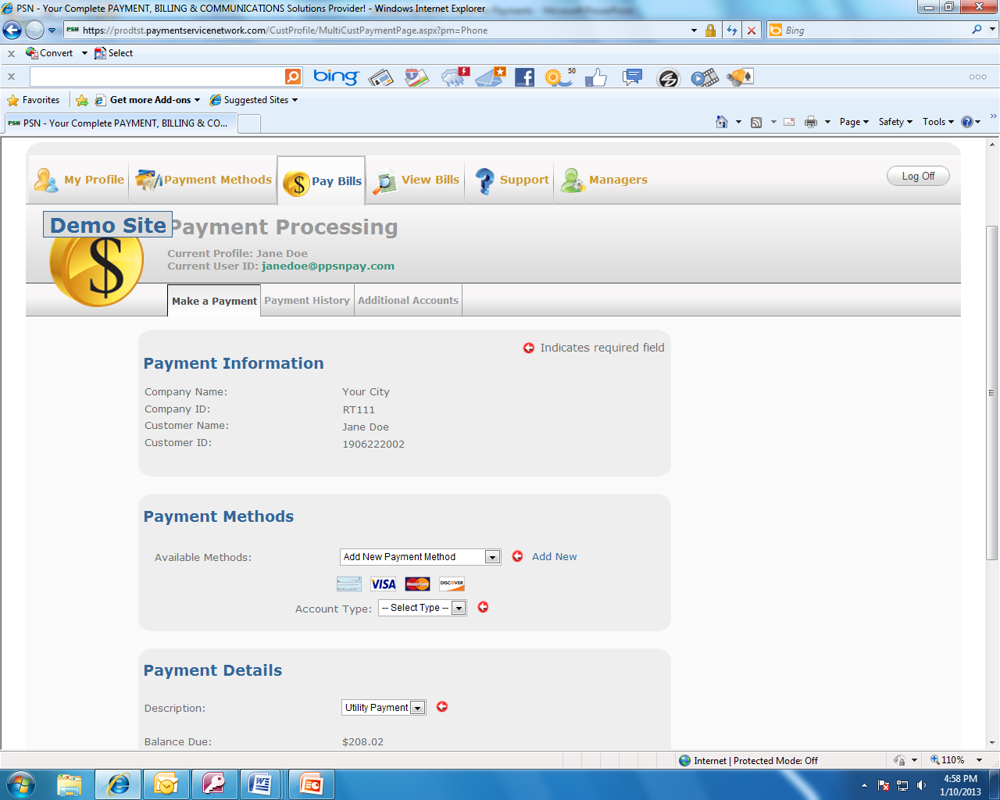 PSN - Your Complete PAYMENT, BILLING & COMMUNICATIONS Solutions Provider! - Windows Internet Explorer
PSN https://prodtst.paymentservicenetwork.com/CustProfile/MultiCustPaymentPage.aspx?pm=Phone
Bing
x Convert Select
x bing 50
Favorites Get more Add-ons Suggested Sites
PSN PSN - Your Complete PAYMENT, BILLING & CO...
Page Safety Tools
My Profile Payment Methods Pay Bills View Bills Support Managers Log Off
Demo Site Payment Processing
Current Profile: Jane Doe
Current User ID: janedoe@ppsnpay.com
Make a Payment Payment History Additional Accounts
Indicates required field
Payment Information
Company Name: Your City
Company ID: RT111
Customer Name: Jane Doe
Customer ID: 1906222002
Payment Methods
Available Methods: Add New Payment Method Add New
VISA MasterCard DISCOVER
Account Type: -- Select Type --
Payment Details
Description: Utility Payment
Balance Due: $208.02
Internet | Protected Mode: Off 110%
4:58 PM
1/10/2013